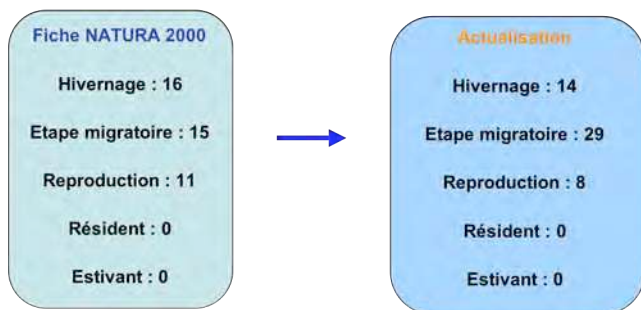 Fiche NATURA 2000
Hivernage : 16
Etape migratoire : 15
Reproduction : 11
Résident : 0
Estivant : 0
Actualisation
Hivernage : 14
Etape migratoire : 29
Reproduction : 8
Résident : 0
Estivant : 0